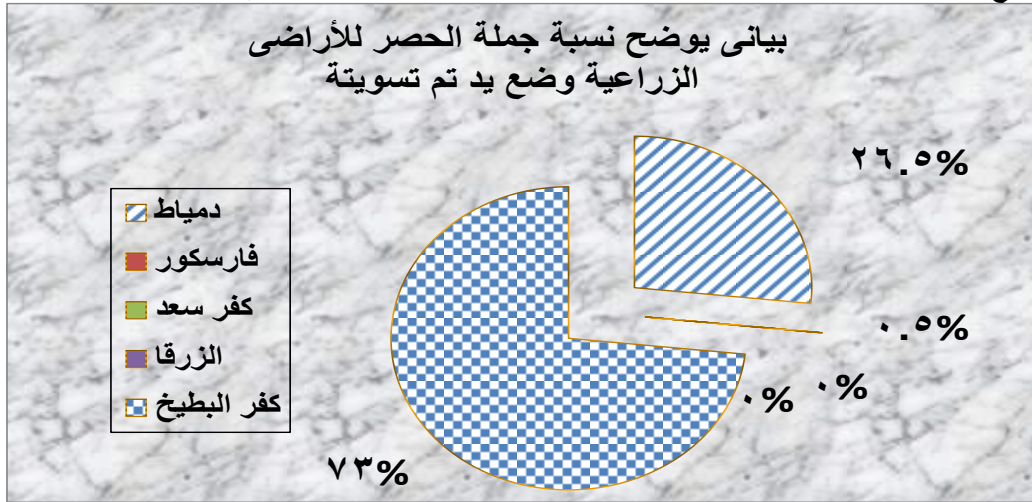 بيانى يوضح نسبة جملة الحصر للأراضى
الزراعية وضع يد تم تسويتة
٢٦.٥%
دمياط
فارسكور
كفر سعد
الزرقا
كفر البطيخ
٠.٥%
٠%
٠%
٧٣%